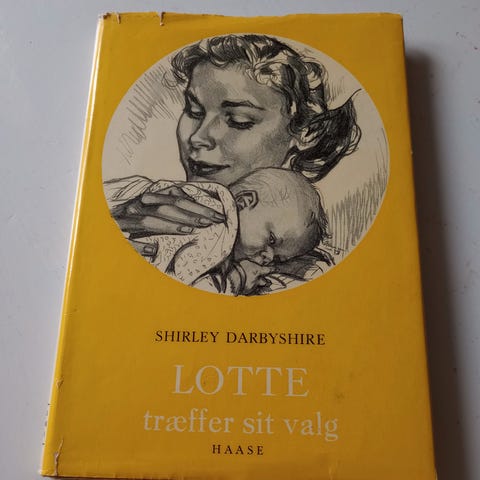 SHIRLEY DARBYSHIRE
LOTTE
træffer sit valg
HAASE